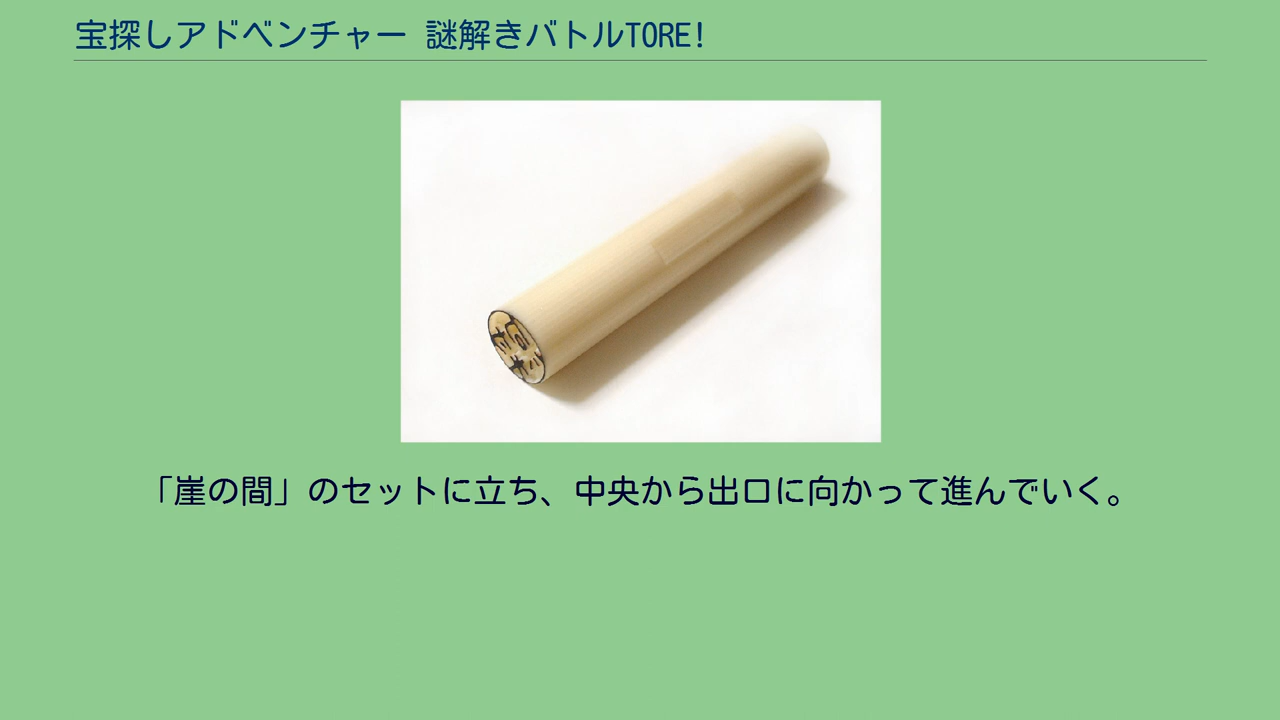 宝探しアドベンチャー 謎解きバトルTORE!
「崖の間」のセットに立ち、中央から出口に向かって進んでいく。